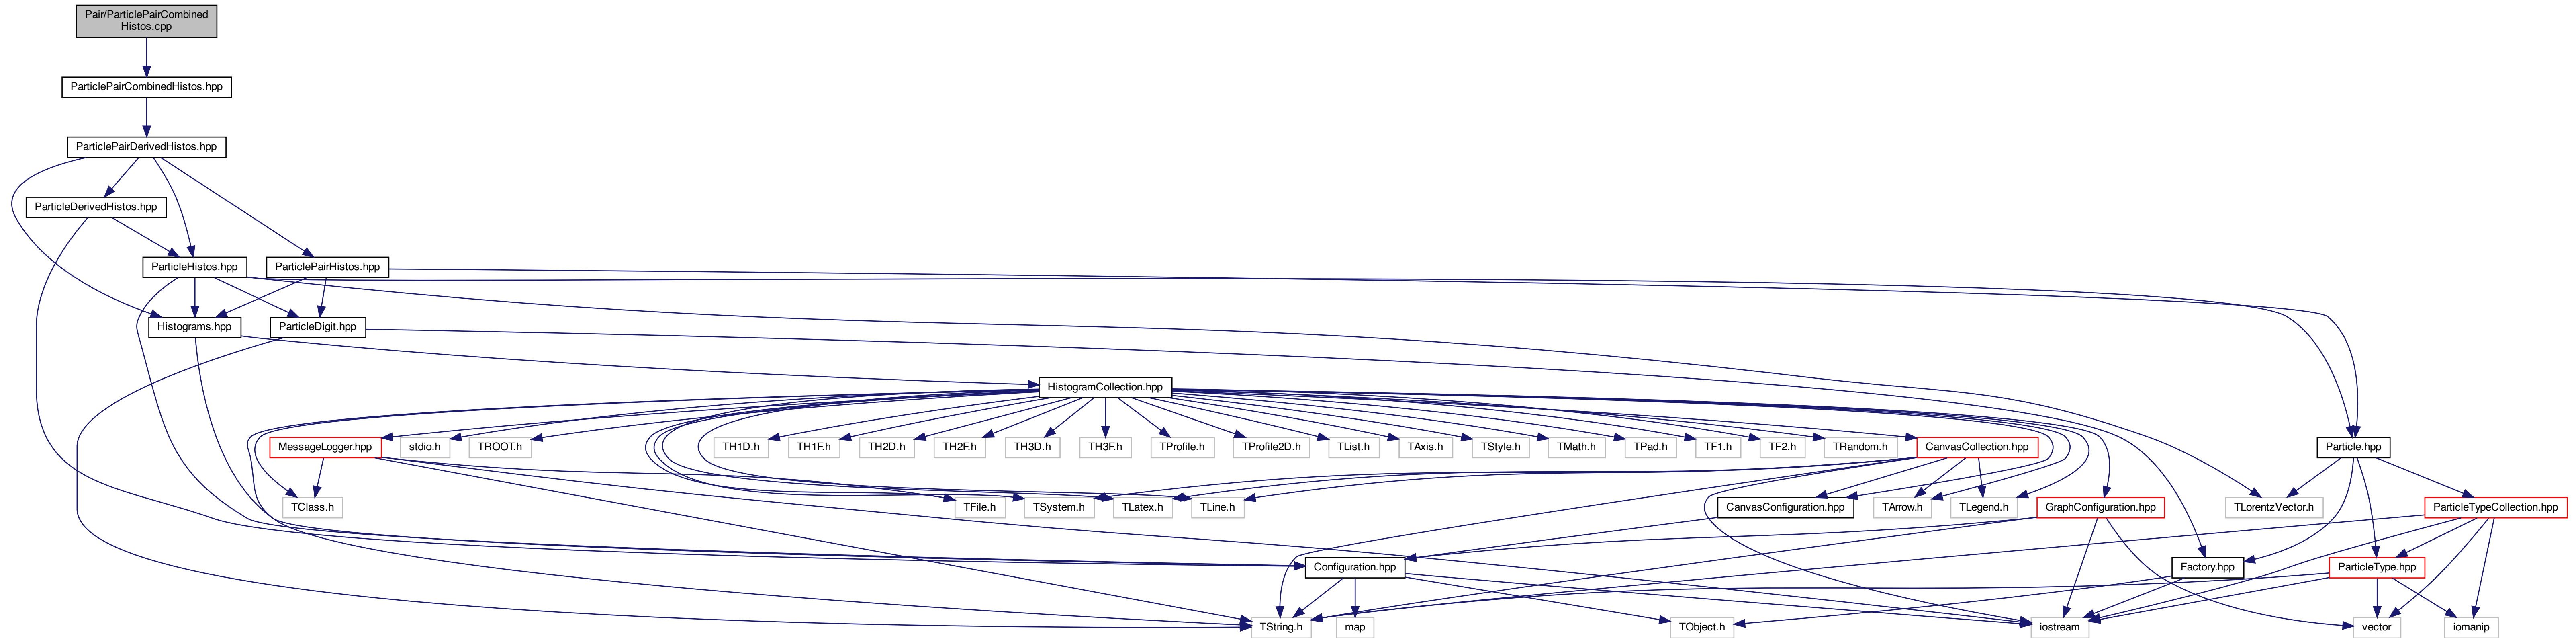 Pair/ParticlePairCombined
Histos.cpp
ParticlePairCombinedHistos.hpp
ParticlePairDerivedHistos.hpp
ParticleDerivedHistos.hpp
ParticleHistos.hpp
ParticlePairHistos.hpp
Histograms.hpp
ParticleDigit.hpp
HistogramCollection.hpp
MessageLogger.hpp
stdio.h
TROOT.h
TH1D.h
TH1F.h
TH2D.h
TH2F.h
TH3D.h
TH3F.h
TProfile.h
TProfile2D.h
TList.h
TAxis.h
TStyle.h
TMath.h
TPad.h
TF1.h
TF2.h
TRandom.h
CanvasCollection.hpp
Particle.hpp
TClass.h
TFile.h
TSystem.h
TLatex.h
TLine.h
CanvasConfiguration.hpp
TArrow.h
TLegend.h
GraphConfiguration.hpp
TLorentzVector.h
ParticleTypeCollection.hpp
Configuration.hpp
Factory.hpp
ParticleType.hpp
TString.h
map
TObject.h
iostream
vector
iomanip